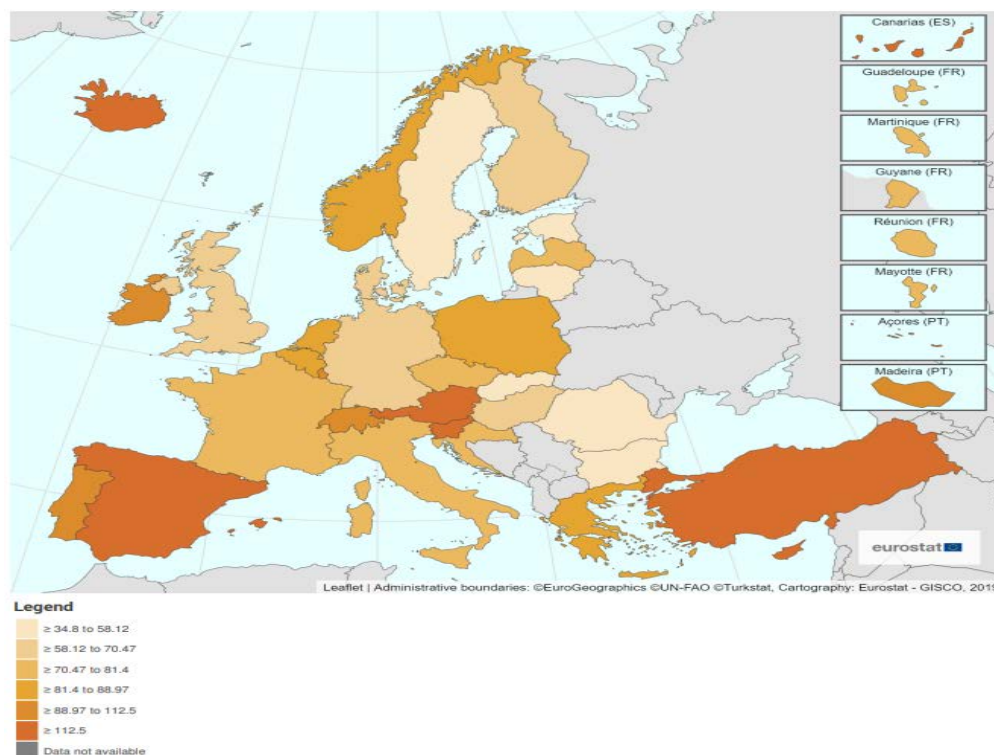 Canarias (ES)
Guadeloupe (FR)
Martinique (FR)
Guyane (FR)
Réunion (FR)
Mayotte (FR)
Açores (PT)
Madeira (PT)
eurostat
Leaflet | Administrative boundaries: ©EuroGeographics ©UN-FAO ©Turkstat, Cartography: Eurostat - GISCO, 2019
Legend
≥ 34.8 to 58.12
≥ 58.12 to 70.47
≥ 70.47 to 81.4
≥ 81.4 to 88.97
≥ 88.97 to 112.5
≥ 112.5
Data not available